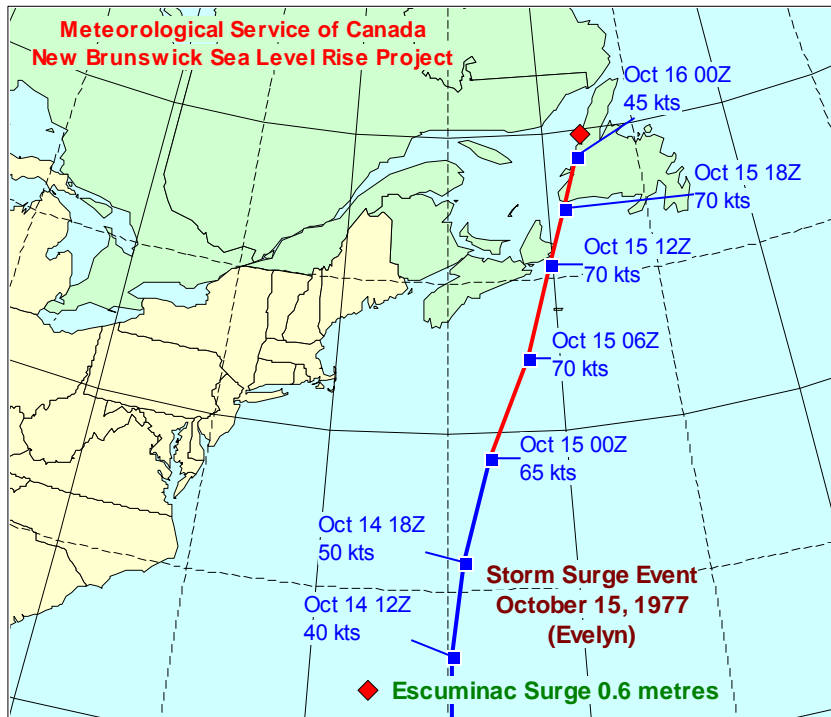 Meteorological Service of Canada
New Brunswick Sea Level Rise Project
Oct 16 00Z
45 kts
Oct 15 18Z
70 kts
Oct 15 12Z
70 kts
Oct 15 06Z
70 kts
Oct 15 00Z
65 kts
Oct 14 18Z
50 kts
Oct 14 12Z
40 kts
Storm Surge Event
October 15, 1977
(Evelyn)
Escuminac Surge 0.6 metres